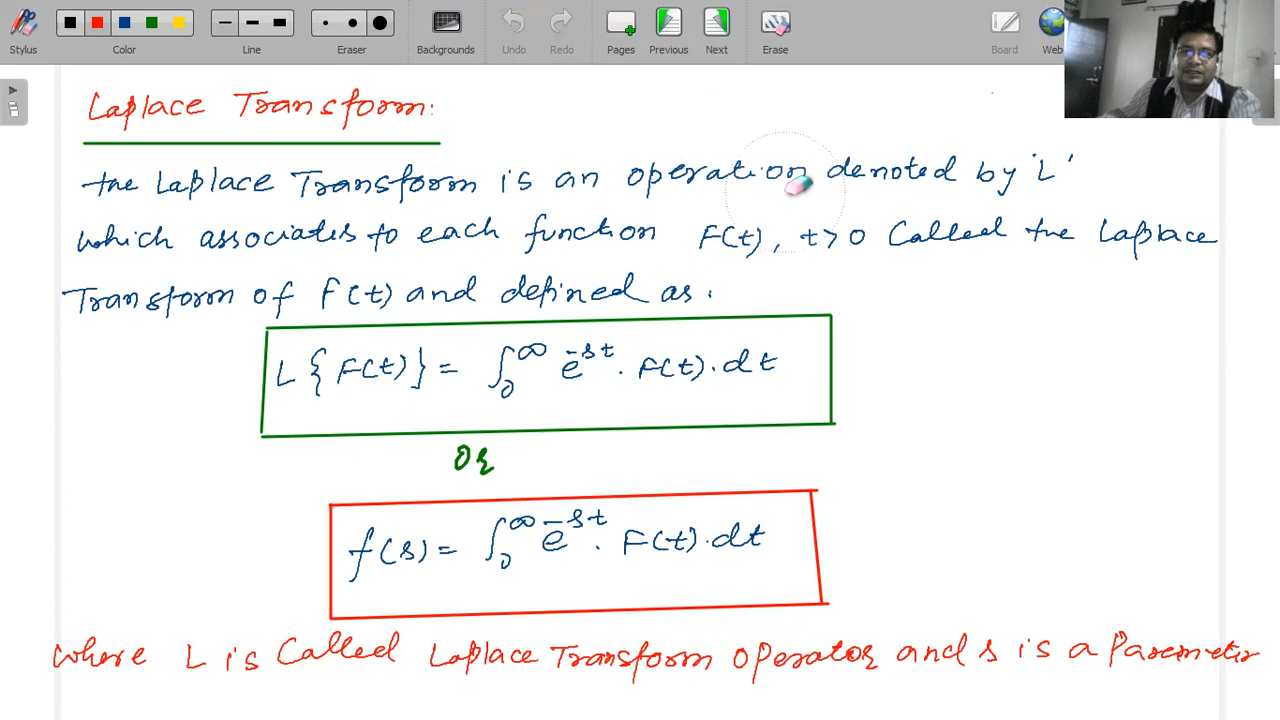 Stylus Color Line Eraser Backgrounds Undo Redo Pages Previous Next Erase Board Web
Laplace Transform:
The Laplace Transform is an operation denoted by 'L'
which associates to each function F(t), t>0 Called the Laplace
Transform of F(t) and defined as.
L{F(t)} = ∫₀^∞ e^-st . F(t). dt
Or
f(s) = ∫₀^∞ e^-st . F(t). dt
where L is Called Laplace Transform operator and s is a Parameter